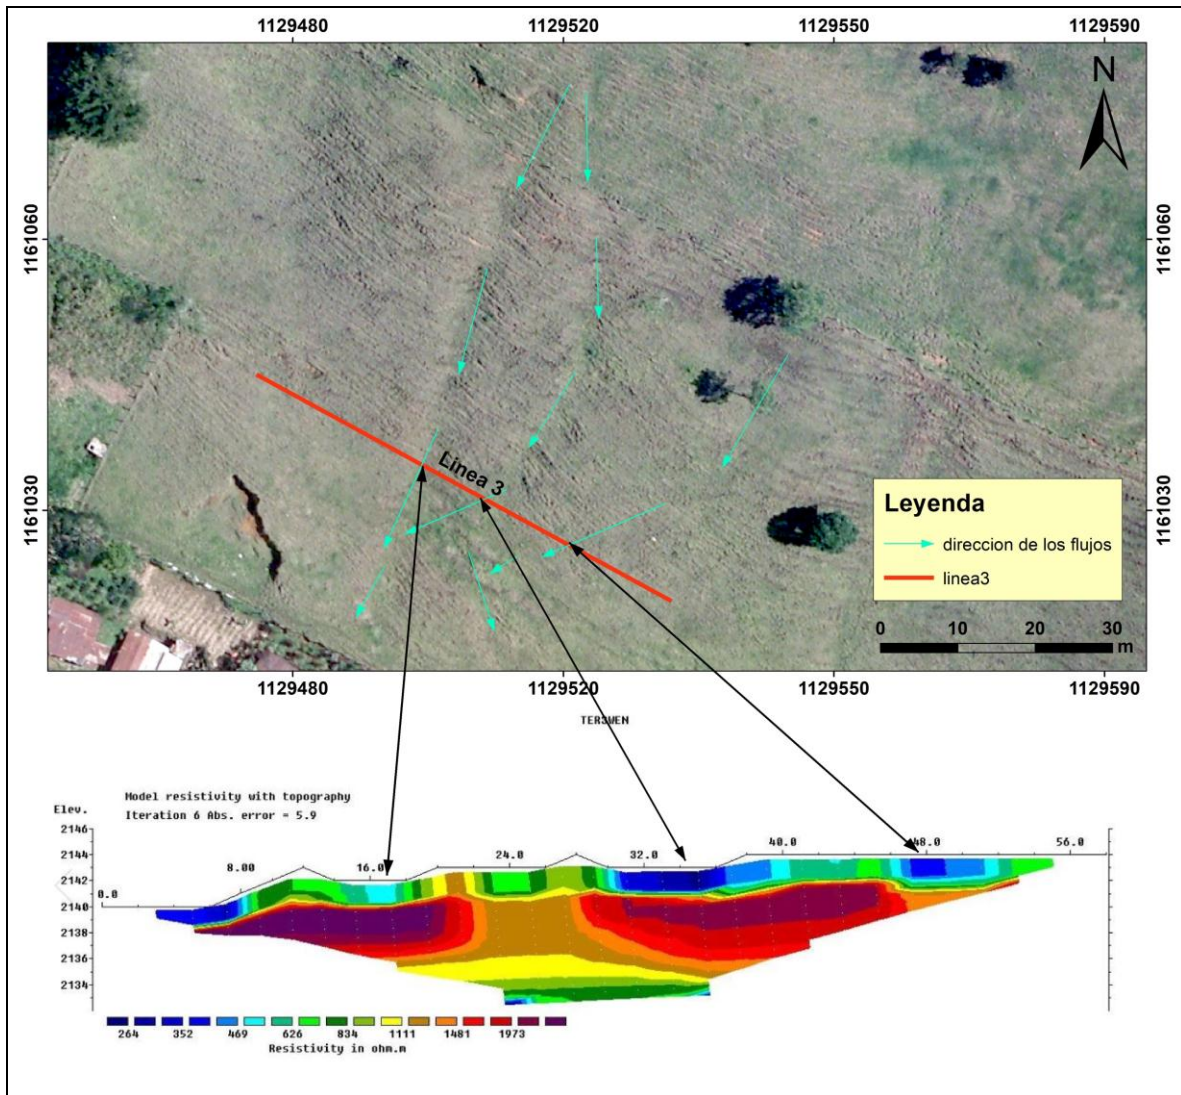 1129480 1129520 1129550 1129590
N
1161060 1161060
Línea 3
1161030 1161030
Leyenda
direccion de los flujos
linea3
0 10 20 30
m
1129480 1129520 1129550 1129590
Model resistivity with topography
Iteration 6 Abs. error = 5.9
Elev.
2146
2144
2142
2140
2138
2136
2134
0.0 8.00 16.0 24.0 32.0 40.0 48.0 56.0
264 352 469 626 834 1111 1481 1973
Resistivity in ohm.m